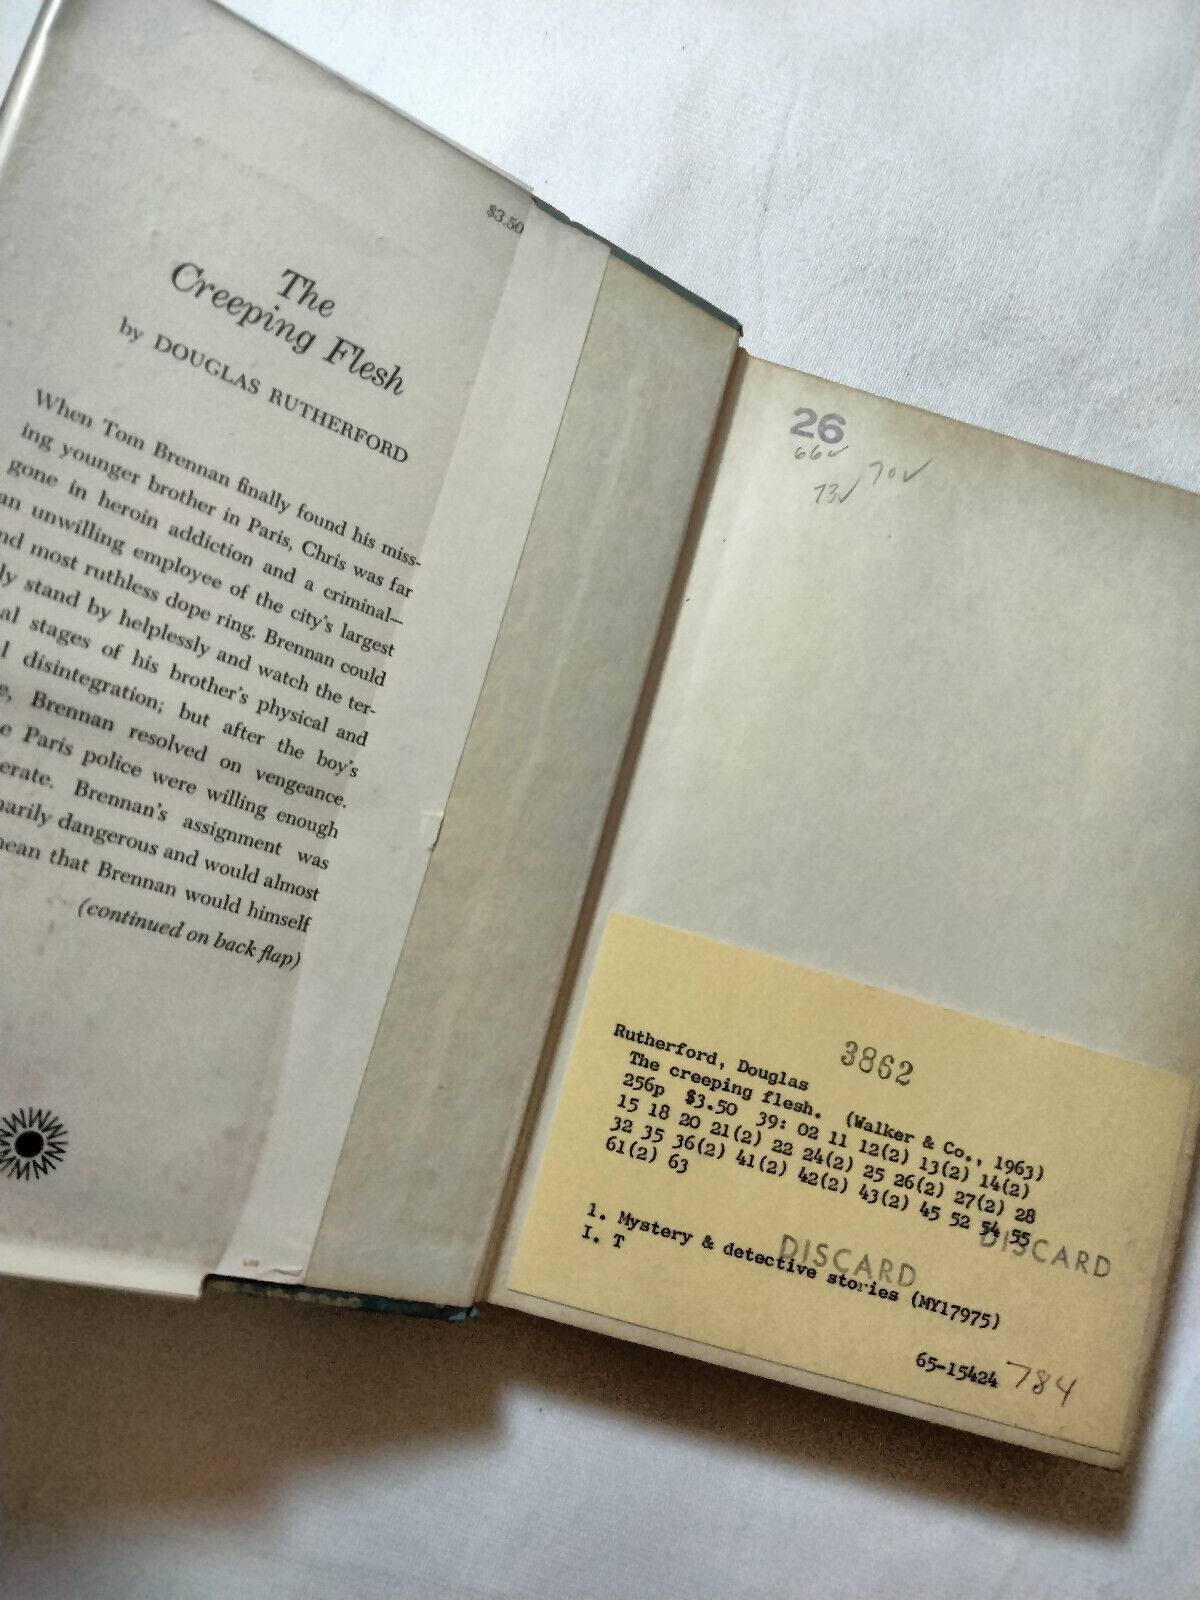 $3.50
The
Creeping Flesh
by DOUGLAS RUTHERFORD
When Tom Brennan finally found his miss-
ing younger brother in Paris, Chris was far
gone in heroin addiction and a criminal—
an unwilling employee of the city's largest
nd most ruthless dope ring. Brennan could
ly stand by helplessly and watch the ter-
al stages of his brother's physical and
l disintegration; but after the boy's
e, Brennan resolved on vengeance.
e Paris police were willing enough
erate. Brennan's assignment was
narily dangerous and would almost
nean that Brennan would himself
(continued on back flap)
26
66✓
73✓ 70✓
3862
Rutherford, Douglas
The creeping flesh. (Walker & Co., 1963)
256p $3.50 39: 02 11 12(2) 13(2) 14(2)
15 18 20 21(2) 22 24(2) 25 26(2) 27(2) 28
32 35 36(2) 41(2) 42(2) 43(2) 45 52 54 55
61(2) 63
DISCARD
DISCARD
1. Mystery & detective stories (MY17975)
I. T
65-15424 784